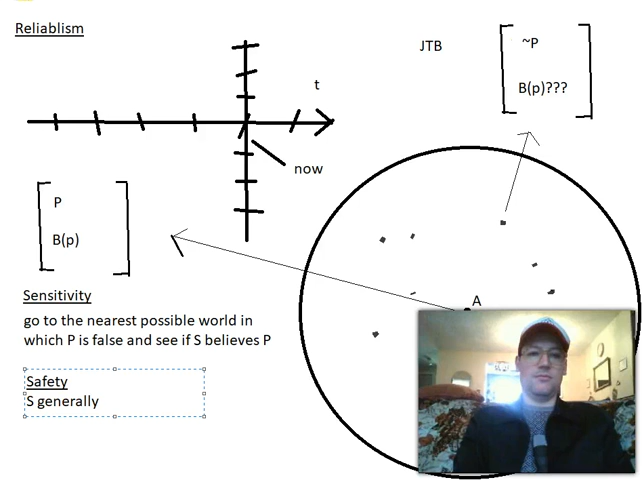 Reliablism
JTB
~P
B(p)???
t
now
P
B(p)
A
Sensitivity
go to the nearest possible world in
which P is false and see if S believes P
Safety
S generally